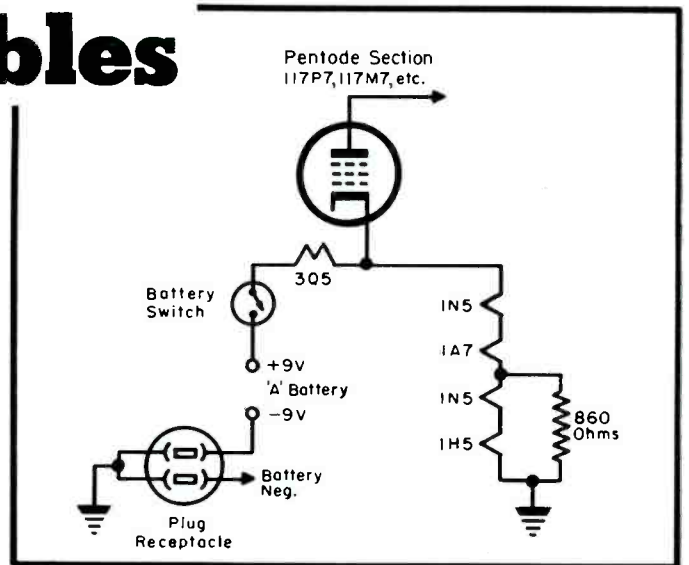 bles
Pentode Section
117P7, 117M7, etc.
3Q5
Battery
Switch
1N5
1A7
+9V
'A' Battery
-9V
1N5
1H5
860
Ohms
Battery
Neg.
Plug
Receptacle